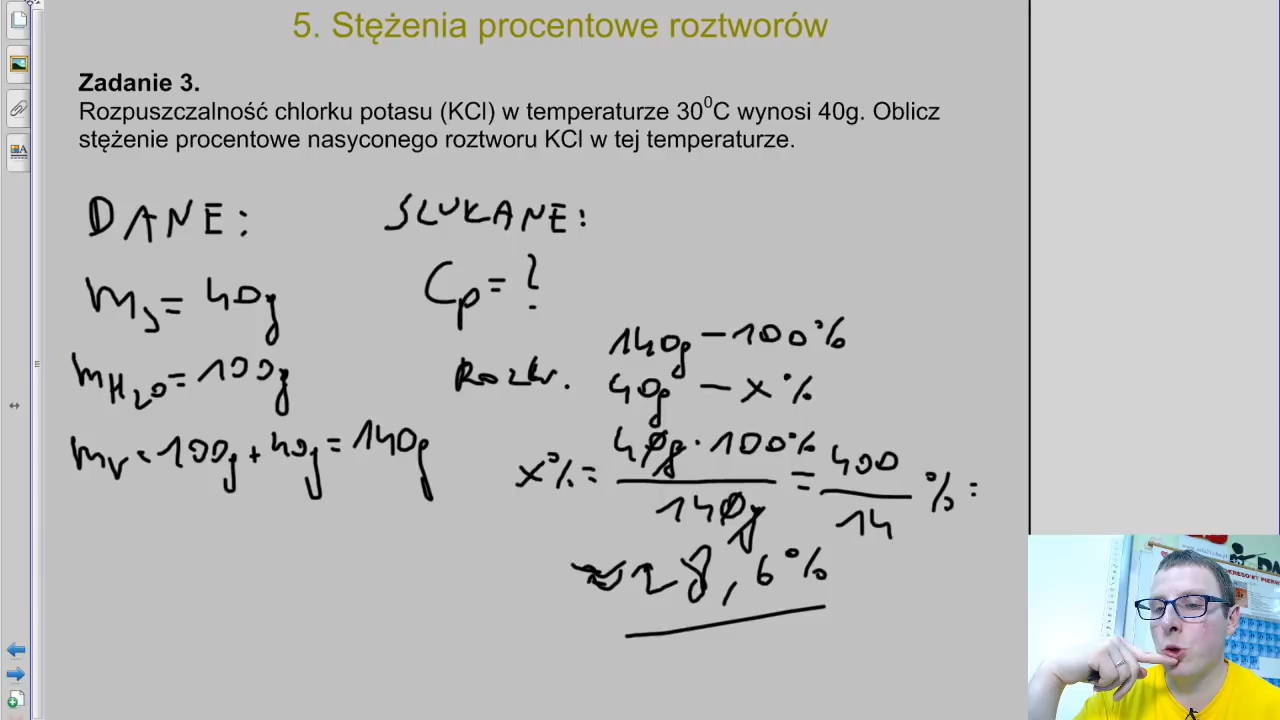 5. Stężenia procentowe roztworów
Zadanie 3.
Rozpuszczalność chlorku potasu (KCl) w temperaturze 30⁰C wynosi 40g. Oblicz
stężenie procentowe nasyconego roztworu KCl w tej temperaturze.
DANE:
SZUKANE:
ms = 40g
Cp = ?
mH2O = 100g
mr = 100g + 40g = 140g
Rozw.
140g – 100%
40g – x%
x% = 40g · 100% / 140g = 400 / 14 % =
≈ 28,6%